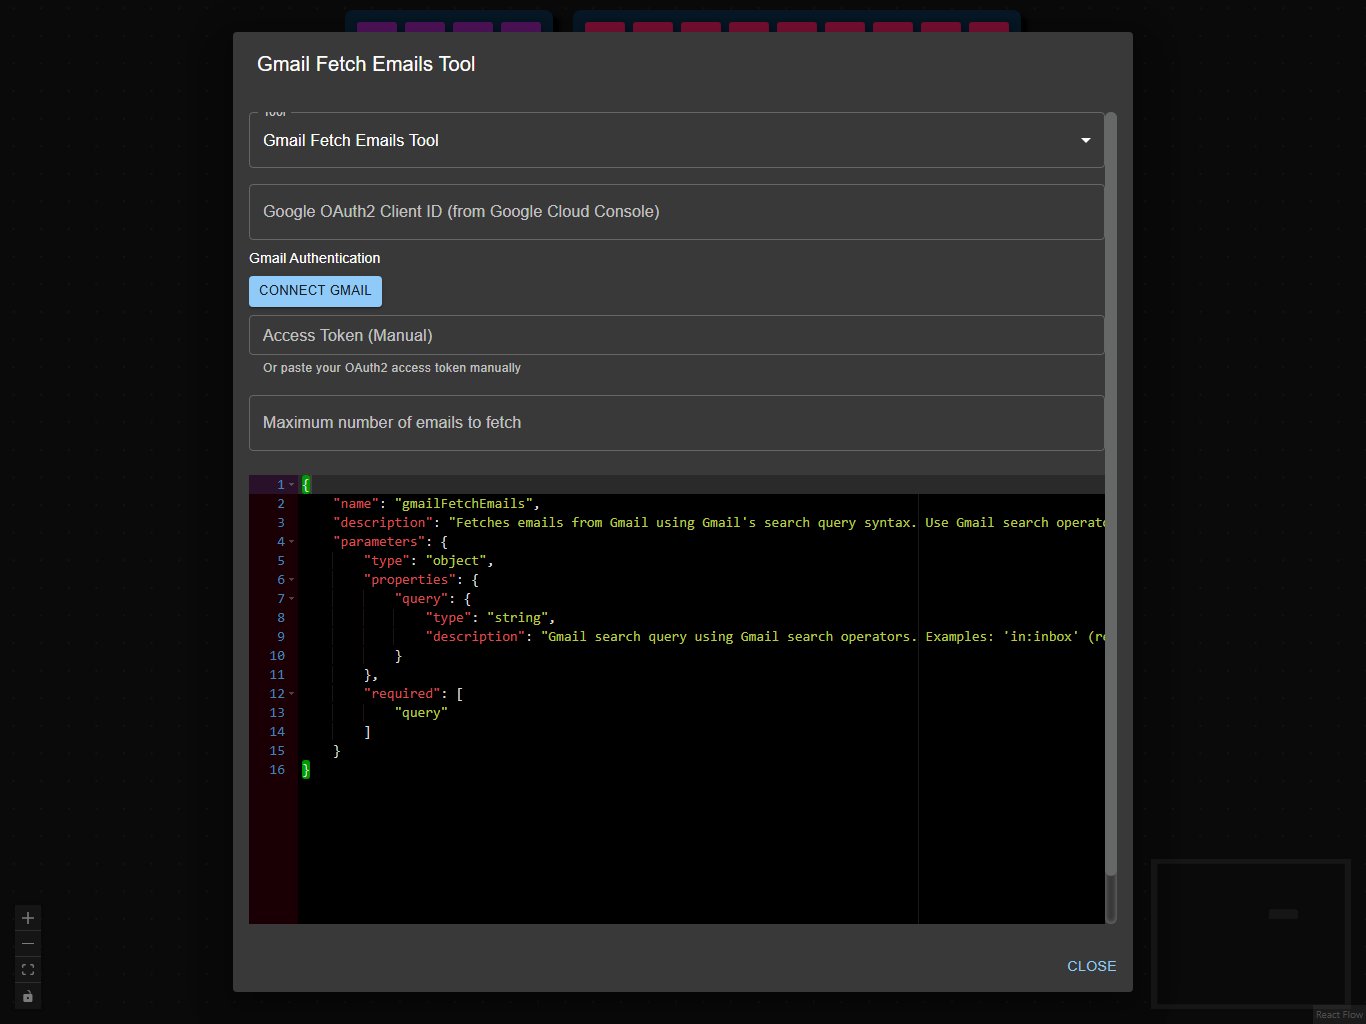 Gmail Fetch Emails Tool
Tool
Gmail Fetch Emails Tool
Google OAuth2 Client ID (from Google Cloud Console)
Gmail Authentication
CONNECT GMAIL
Access Token (Manual)
Or paste your OAuth2 access token manually
Maximum number of emails to fetch
1 {
2 "name": "gmailFetchEmails",
3 "description": "Fetches emails from Gmail using Gmail's search query syntax. Use Gmail search operato
4 "parameters": {
5 "type": "object",
6 "properties": {
7 "query": {
8 "type": "string",
9 "description": "Gmail search query using Gmail search operators. Examples: 'in:inbox' (re
10 }
11 },
12 "required": [
13 "query"
14 ]
15 }
16 }
CLOSE
React Flow